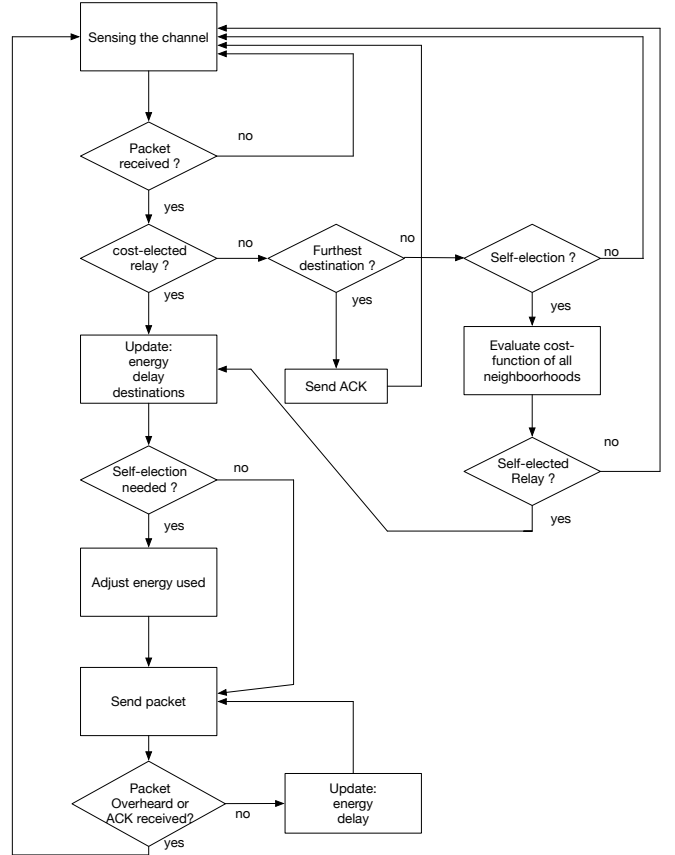 Sensing the channel
no
Packet
received ?
yes
cost-elected
relay ?
no
Furthest
destination ?
no
Self-election ?
no
yes
yes
yes
Update:
energy
delay
destinations
Send ACK
Evaluate cost-
function of all
neighboorhoods
no
Self-elected
Relay ?
yes
Self-election
needed ?
no
yes
Adjust energy used
Send packet
Packet
Overheard or
ACK received?
no
yes
Update:
energy
delay